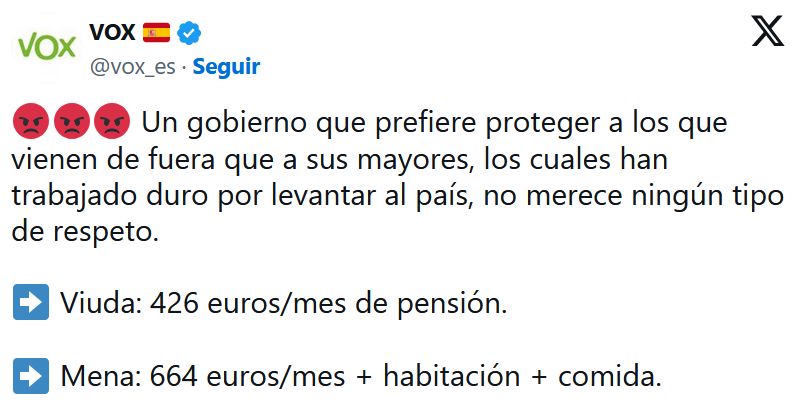 VOX
VOX
@vox_es · Seguir
Un gobierno que prefiere proteger a los que
vienen de fuera que a sus mayores, los cuales han
trabajado duro por levantar al país, no merece ningún tipo
de respeto.
Viuda: 426 euros/mes de pensión.
Mena: 664 euros/mes + habitación + comida.